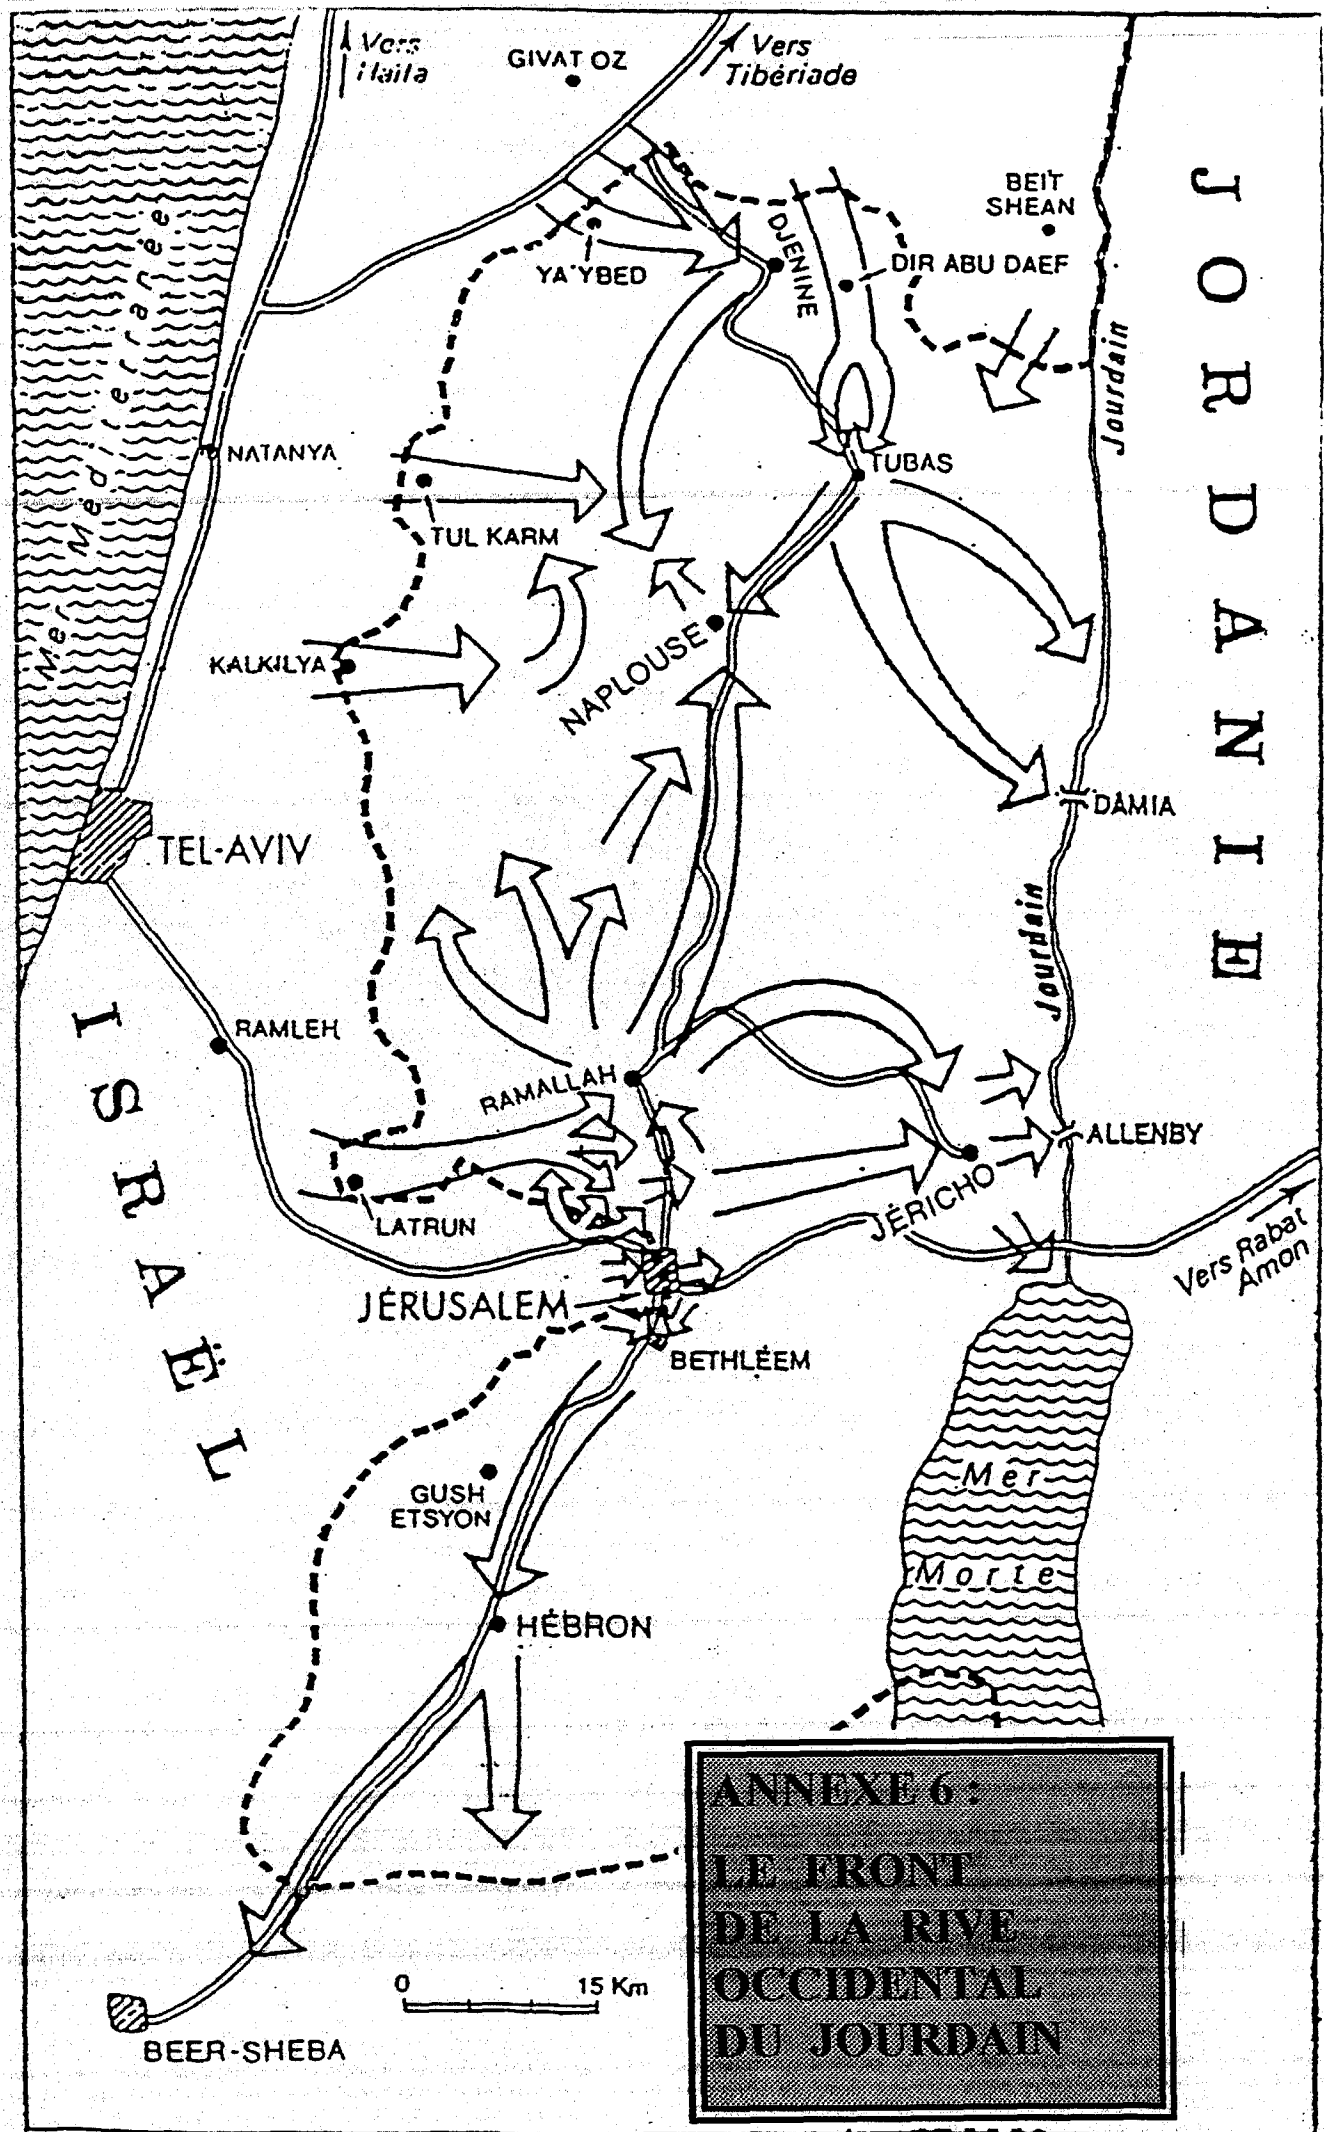 Vers
Haifa
GIVAT OZ
Vers
Tibériade
BEIT
SHEAN
JORDANIE
Mer Méditerranée
YA'YBED
DJENINE
DIR ABU DAEF
Jourdain
NATANYA
TUL KARM
TUBAS
KALKILYA
NAPLOUSE
TEL-AVIV
DAMIA
Jourdain
ISRAËL
RAMLEH
RAMALLAH
ALLENBY
LATRUN
JÉRICHO
Vers Rabat
Amon
JÉRUSALEM
BETHLÉEM
GUSH
ETSYON
Mer
Morte
HÉBRON
0 15 Km
BEER-SHEBA
ANNEXE 6 :
LE FRONT
DE LA RIVE
OCCIDENTAL
DU JOURDAIN